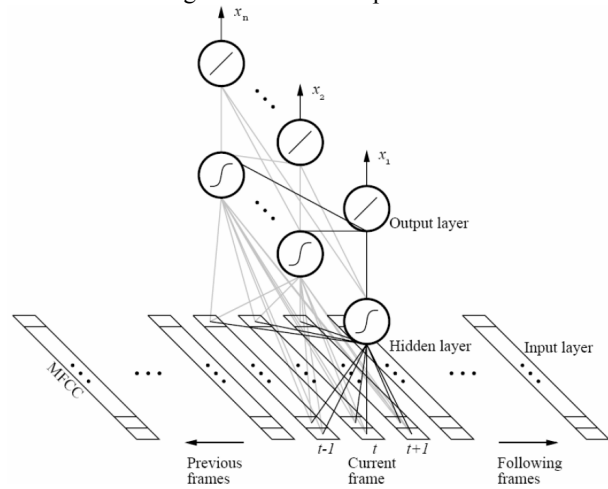 xn
x2
x1
Output layer
Hidden layer
Input layer
MFCC
t-1
t
t+1
Previous
frames
Current
frame
Following
frames